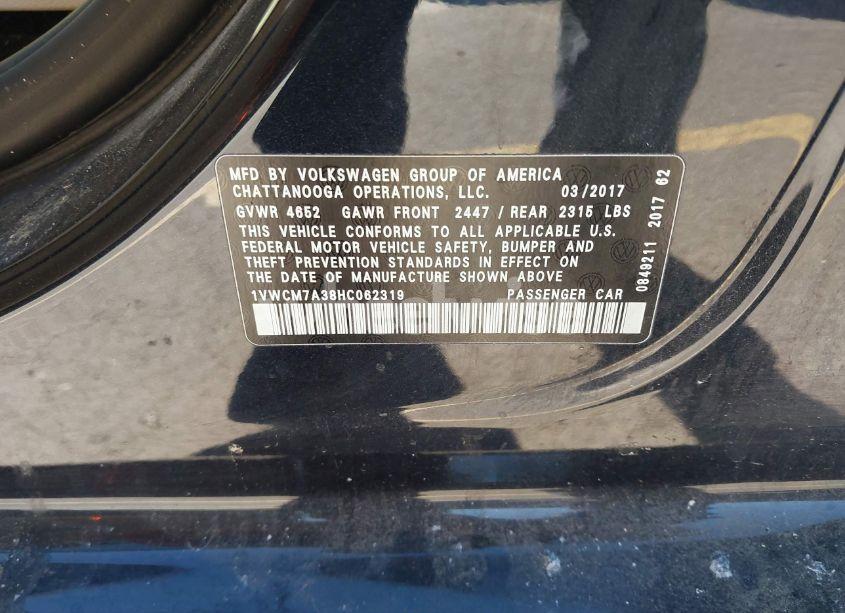 MFD BY VOLKSWAGEN GROUP OF AMERICA
CHATTANOOGA OPERATIONS, LLC. 03/2017
GVWR 4652 GAWR FRONT 2447 / REAR 2315 LBS
THIS VEHICLE CONFORMS TO ALL APPLICABLE U.S.
FEDERAL MOTOR VEHICLE SAFETY, BUMPER AND
THEFT PREVENTION STANDARDS IN EFFECT ON
THE DATE OF MANUFACTURE SHOWN ABOVE
1VWCM7A38HC062319 PASSENGER CAR
0849211 2017 62